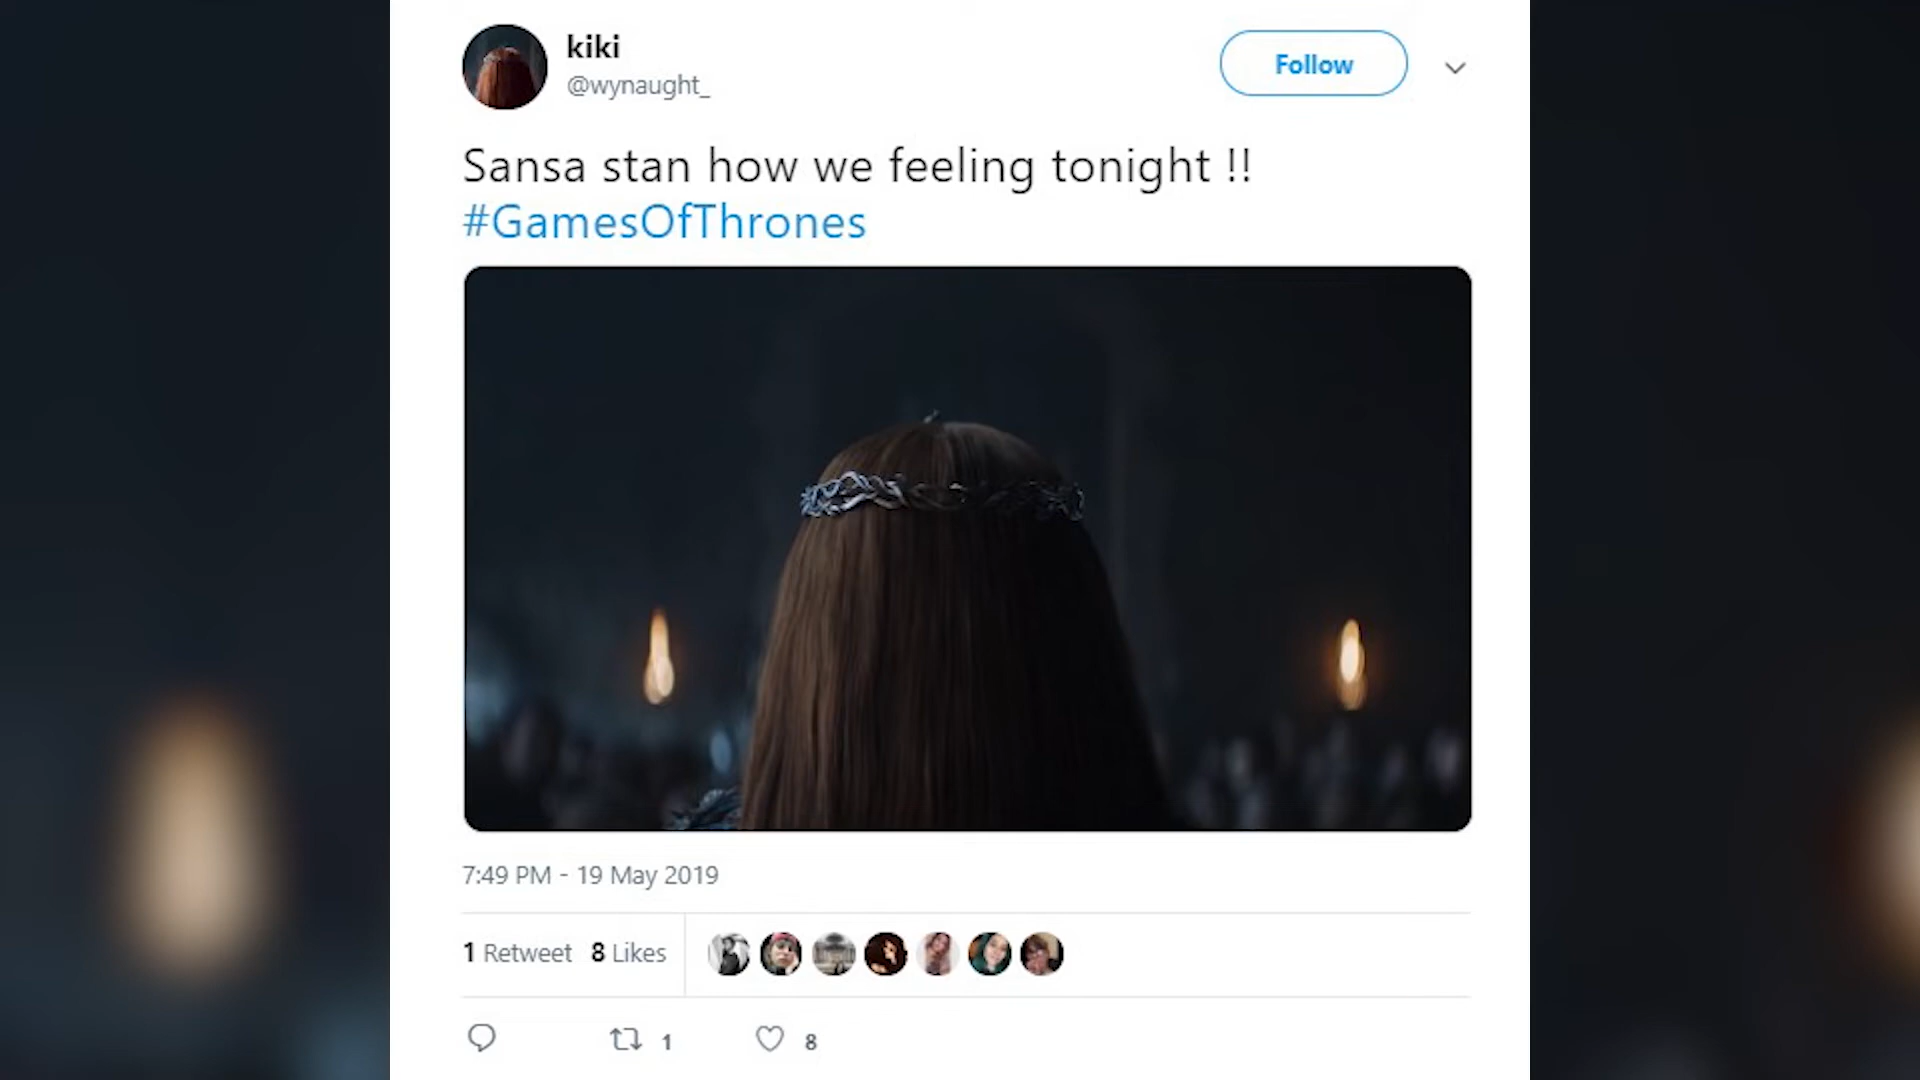 kiki
@wynaught_
Follow
Sansa stan how we feeling tonight !!
#GamesOfThrones
7:49 PM - 19 May 2019
1 Retweet 8 Likes
1 8